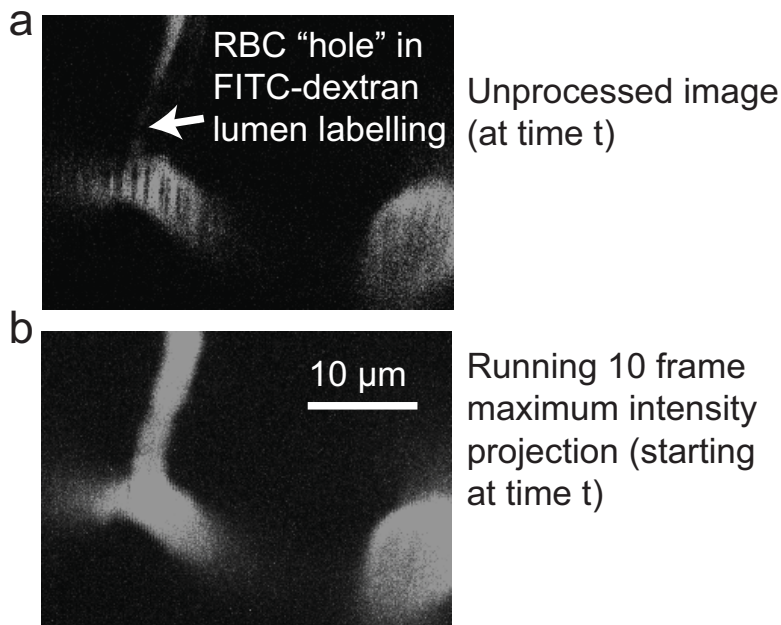 a
RBC “hole” in
FITC-dextran
lumen labelling
Unprocessed image
(at time t)
b
10 μm
Running 10 frame
maximum intensity
projection (starting
at time t)